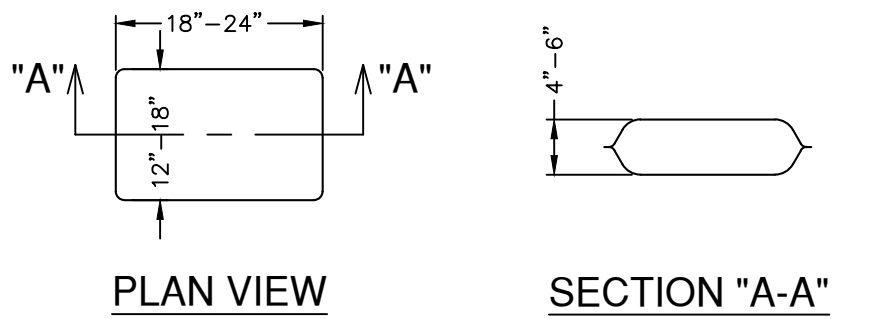 18”–24”
"A" "A"
12”–18”
4”–6”
PLAN VIEW
SECTION "A-A"